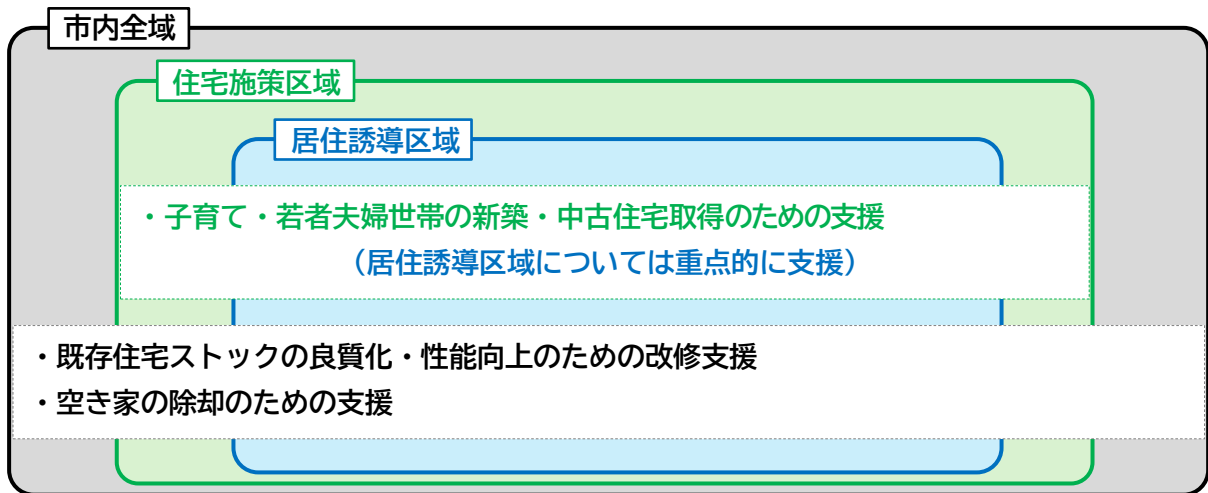 市内全域
住宅施策区域
居住誘導区域
・子育て・若者夫婦世帯の新築・中古住宅取得のための支援
（居住誘導区域については重点的に支援）
・既存住宅ストックの良質化・性能向上のための改修支援
・空き家の除却のための支援